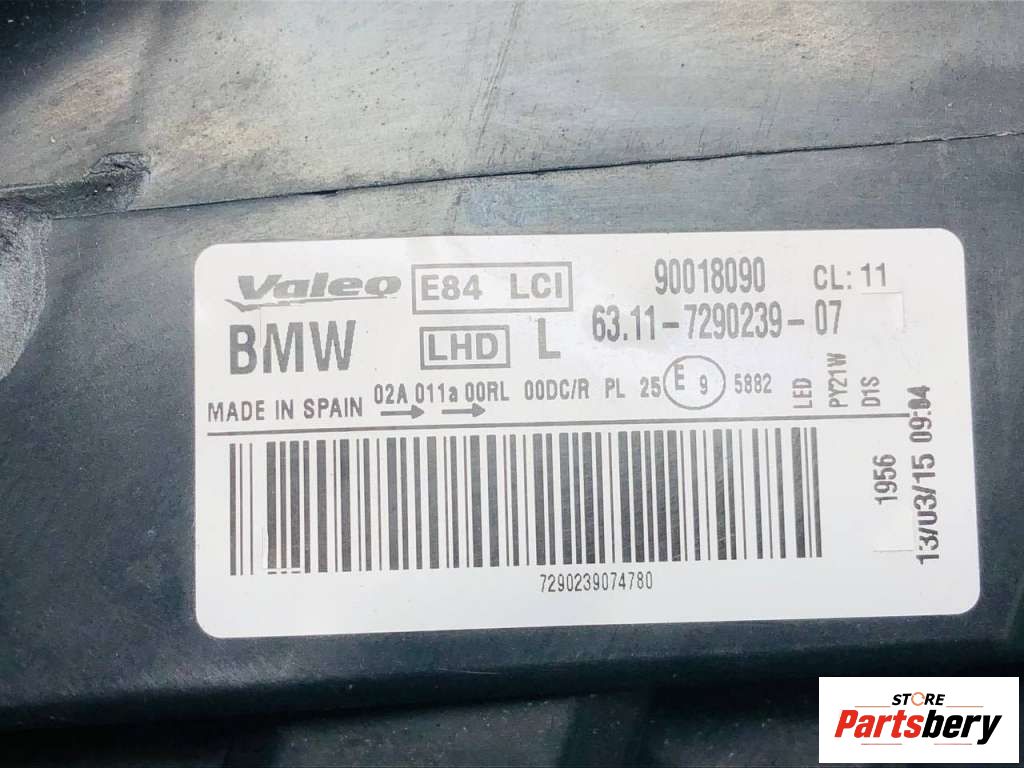 Valeo E84 LCI 90018090 CL: 11
BMW LHD L 63.11-7290239-07
MADE IN SPAIN 02A 011a 00RL 00DC/R PL 25 E 9 5882
LED
PY21W
D1S
1956
13/03/15 09:04
7290239074780
STORE
Partsbery